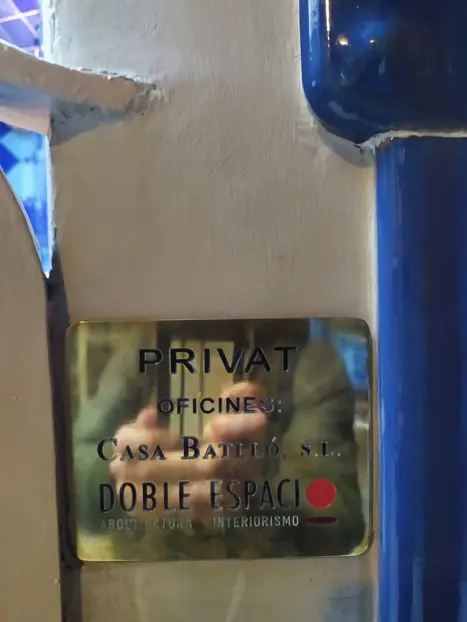 PRIVAT
OFICINES:
CASA BATLLÓ, S.L.
DOBLE ESPACIO
ARQUITECTURA INTERIORISMO